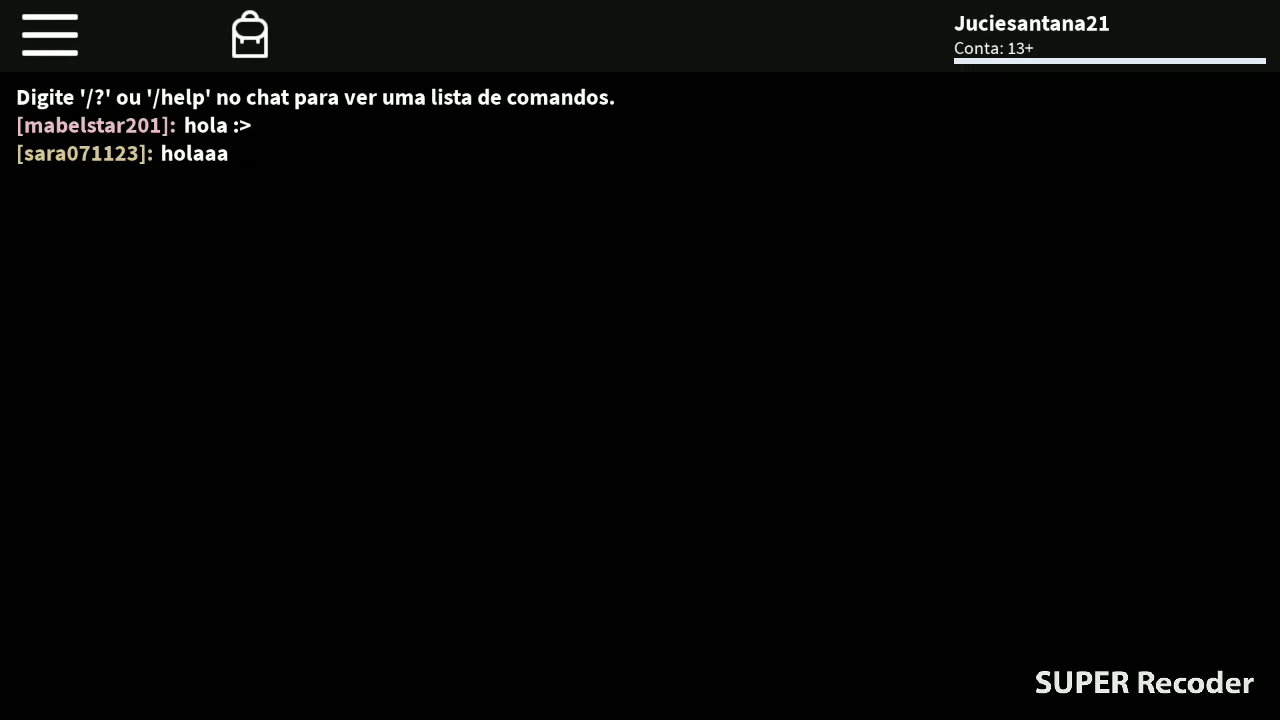 Juciesantana21
Conta: 13+
Digite '/?' ou '/help' no chat para ver uma lista de comandos.
[mabelstar201]: hola :>
[sara071123]: holaaa
SUPER Recoder